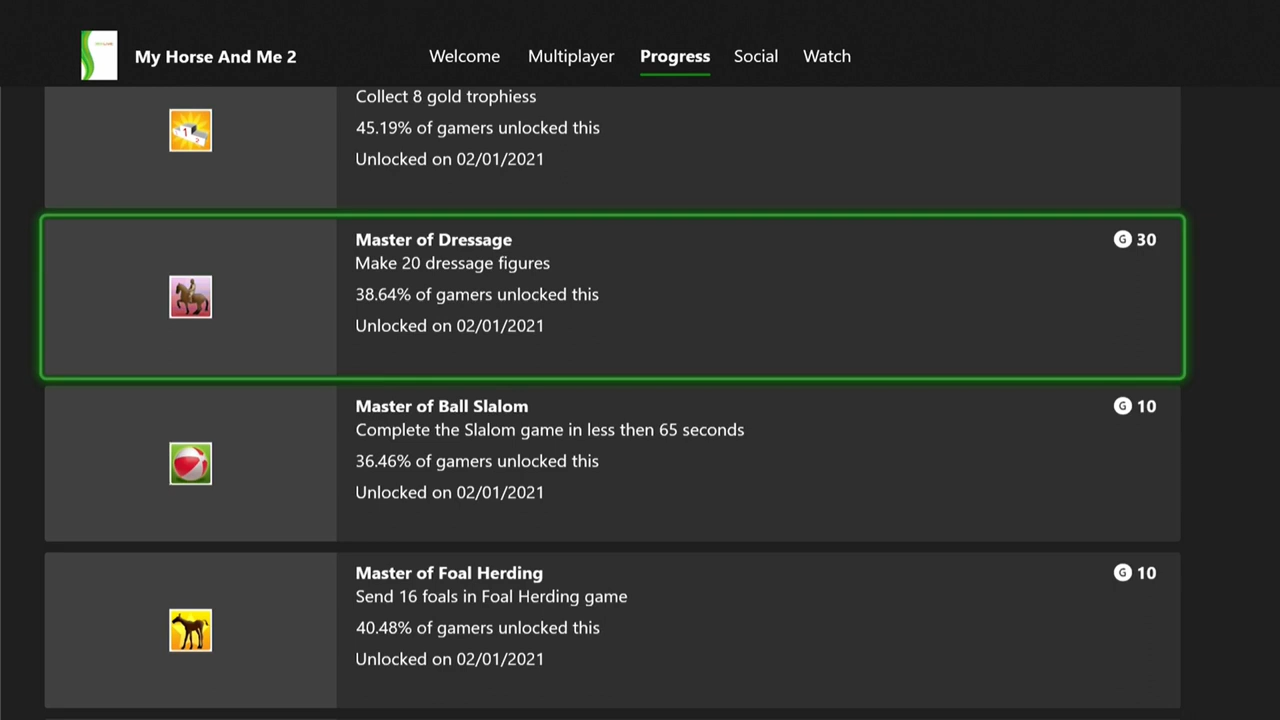 My Horse And Me 2
Welcome Multiplayer Progress Social Watch
Collect 8 gold trophiess
45.19% of gamers unlocked this
Unlocked on 02/01/2021
Master of Dressage
G 30
Make 20 dressage figures
38.64% of gamers unlocked this
Unlocked on 02/01/2021
Master of Ball Slalom
G 10
Complete the Slalom game in less then 65 seconds
36.46% of gamers unlocked this
Unlocked on 02/01/2021
Master of Foal Herding
G 10
Send 16 foals in Foal Herding game
40.48% of gamers unlocked this
Unlocked on 02/01/2021